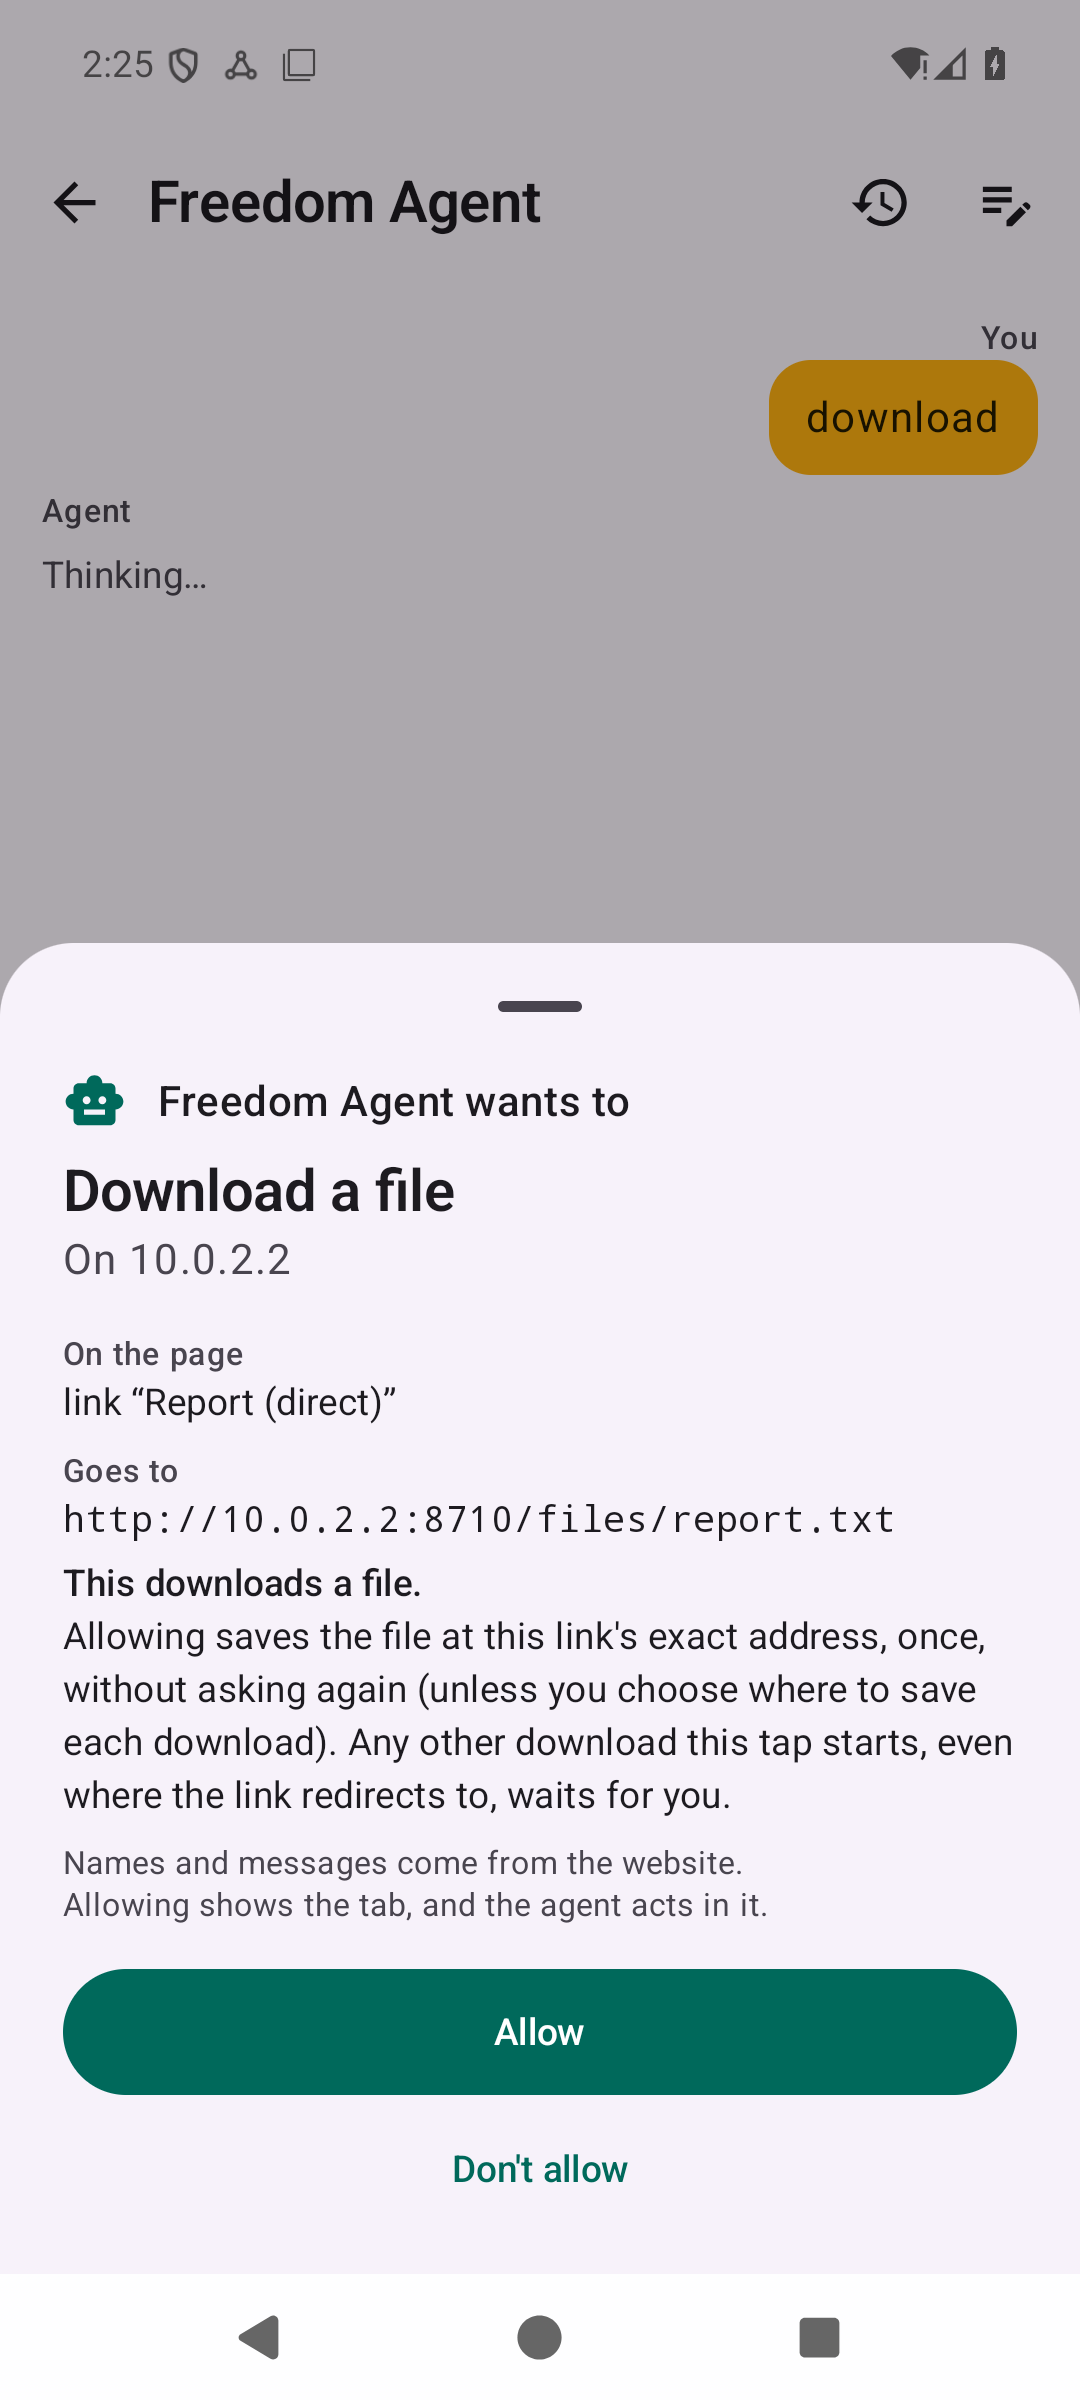 2:25
Freedom Agent
You
download
Agent
Thinking…
Freedom Agent wants to
Download a file
On 10.0.2.2
On the page
link “Report (direct)”
Goes to
http://10.0.2.2:8710/files/report.txt
This downloads a file.
Allowing saves the file at this link's exact address, once,
without asking again (unless you choose where to save
each download). Any other download this tap starts, even
where the link redirects to, waits for you.
Names and messages come from the website.
Allowing shows the tab, and the agent acts in it.
Allow
Don't allow